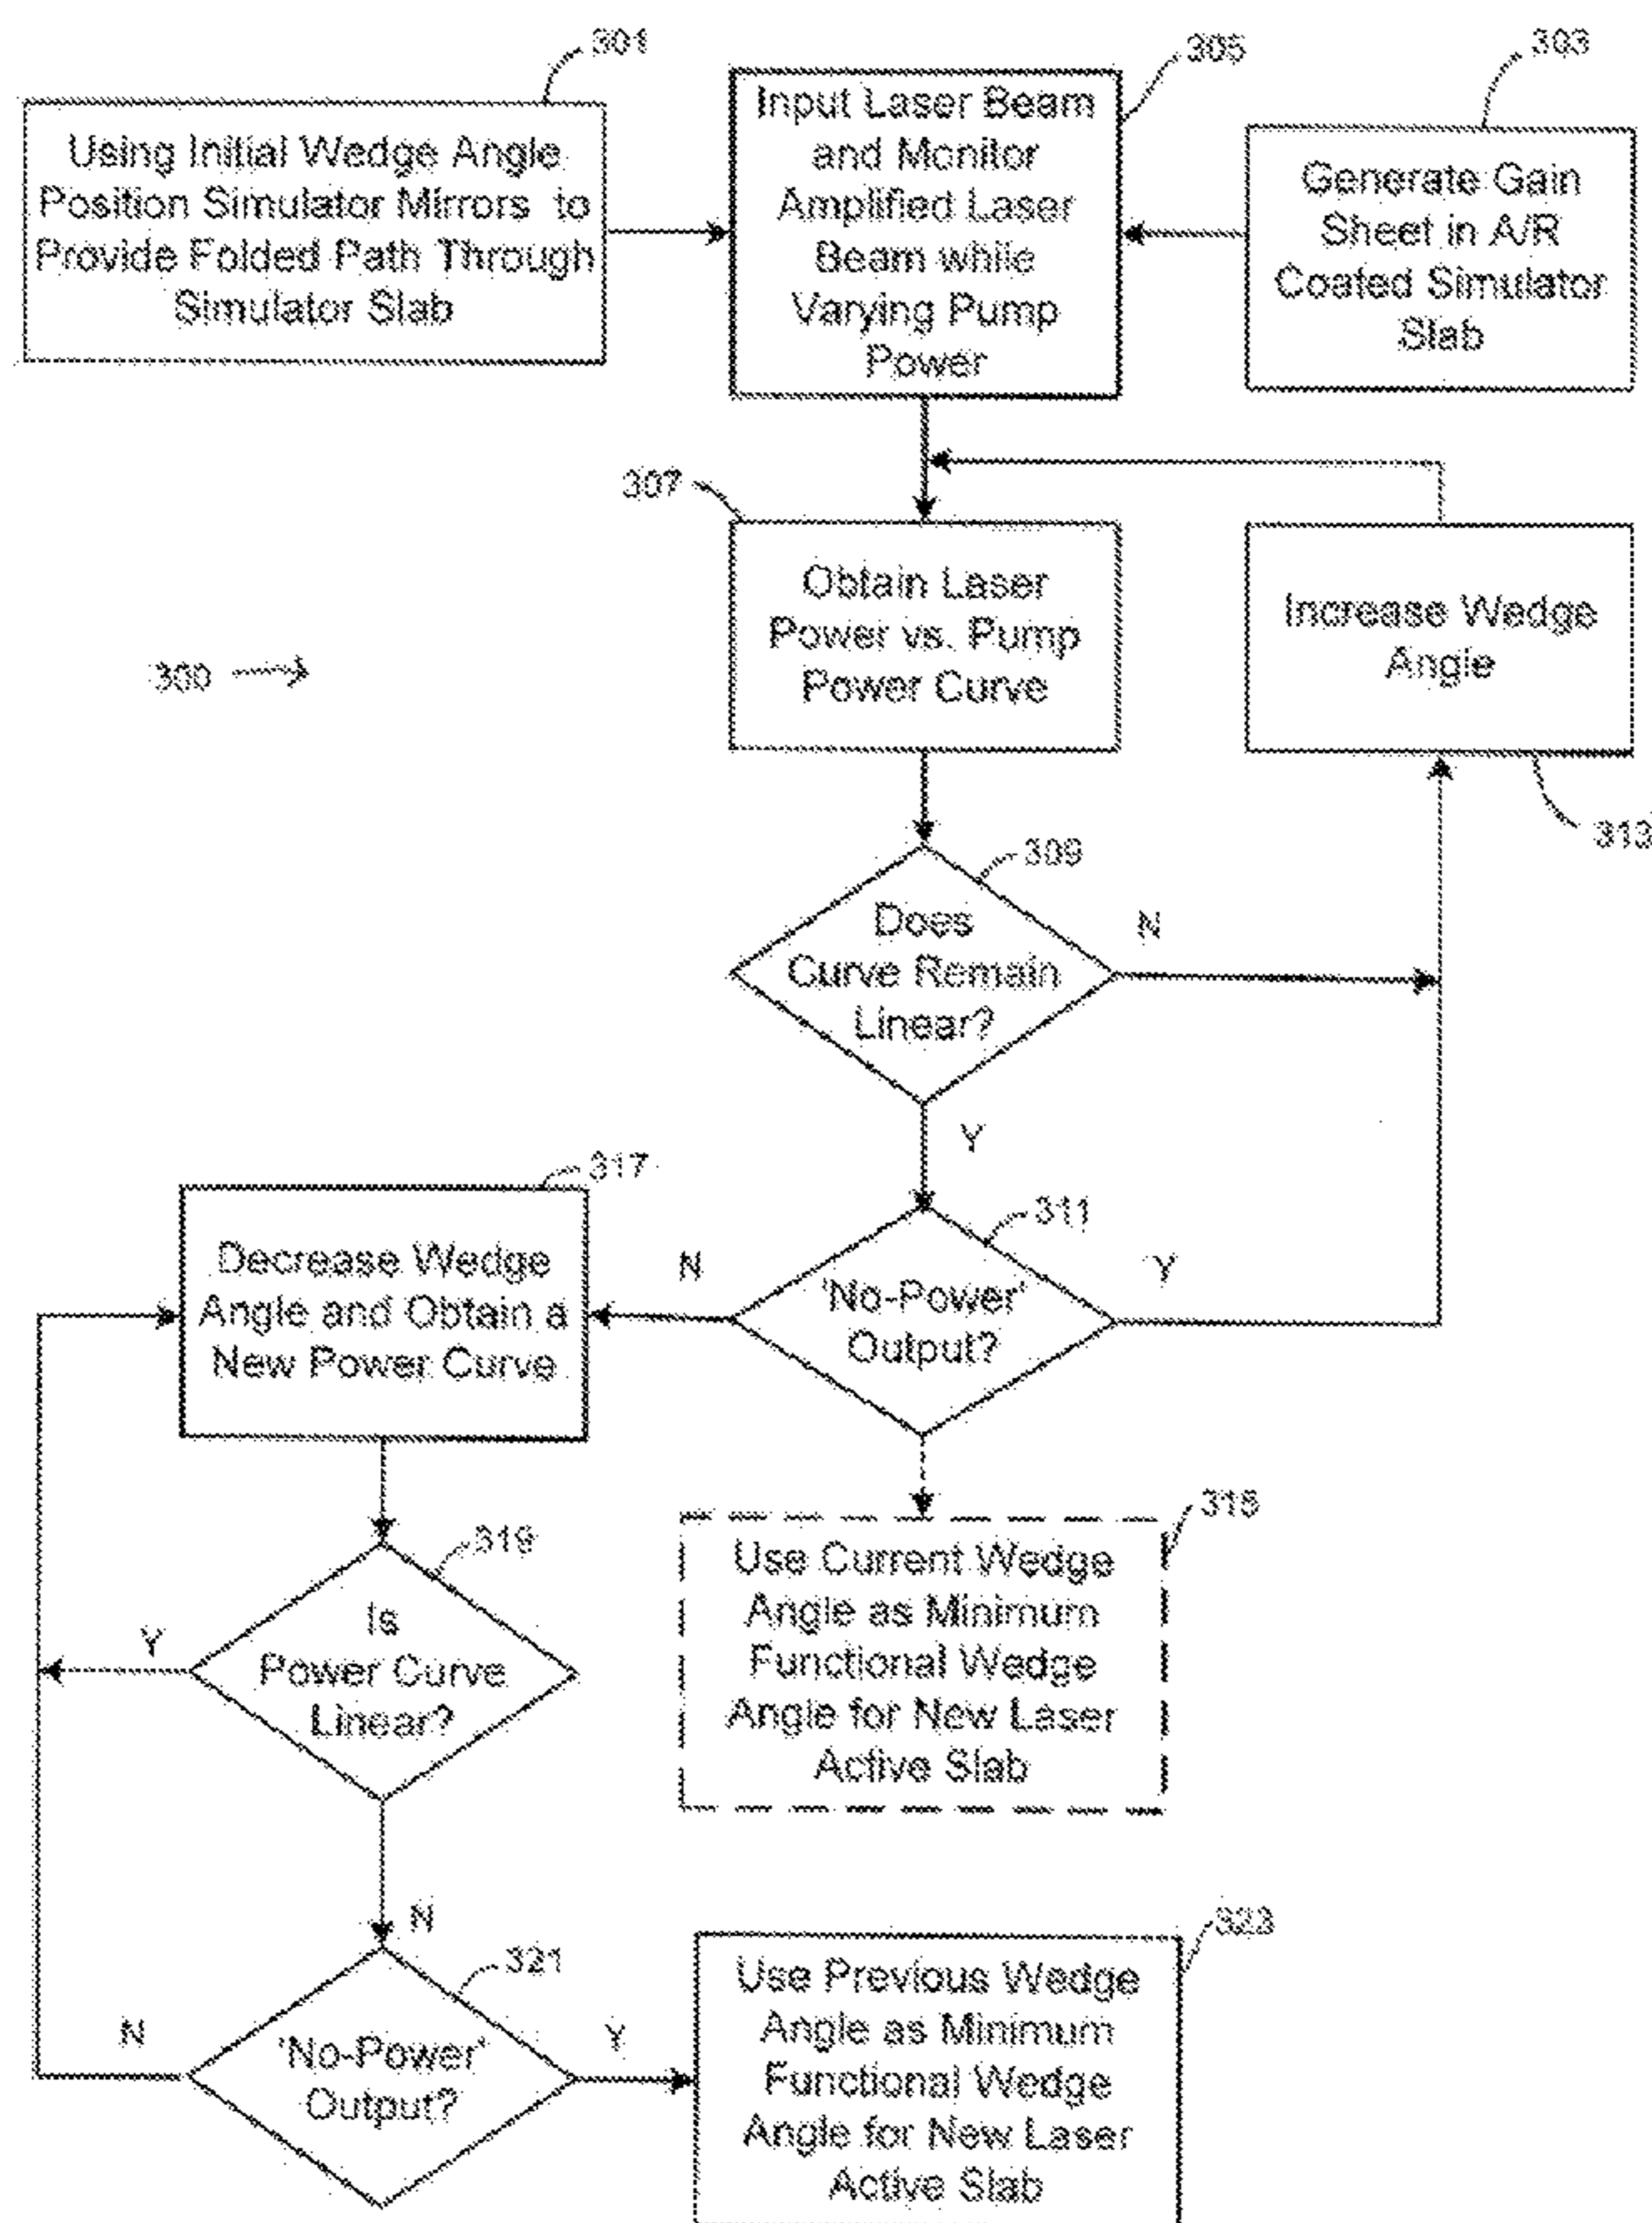 301
Using Initial Wedge Angle
Position Simulator Mirrors to
Provide Folded Path Through
Simulator Slab
305
Input Laser Beam
and Monitor
Amplified Laser
Beam while
Varying Pump
Power
303
Generate Gain
Sheet in A/R
Coated Simulator
Slab
307
Obtain Laser
Power vs. Pump
Power Curve
Increase Wedge
Angle
313
300
309
Does
Curve Remain
Linear?
N
Y
311
'No-Power'
Output?
N
Y
317
Decrease Wedge
Angle and Obtain a
New Power Curve
315
Use Current Wedge
Angle as Minimum
Functional Wedge
Angle for New Laser
Active Slab
319
Is
Power Curve
Linear?
Y
N
321
'No-Power'
Output?
N
Y
323
Use Previous Wedge
Angle as Minimum
Functional Wedge
Angle for New Laser
Active Slab